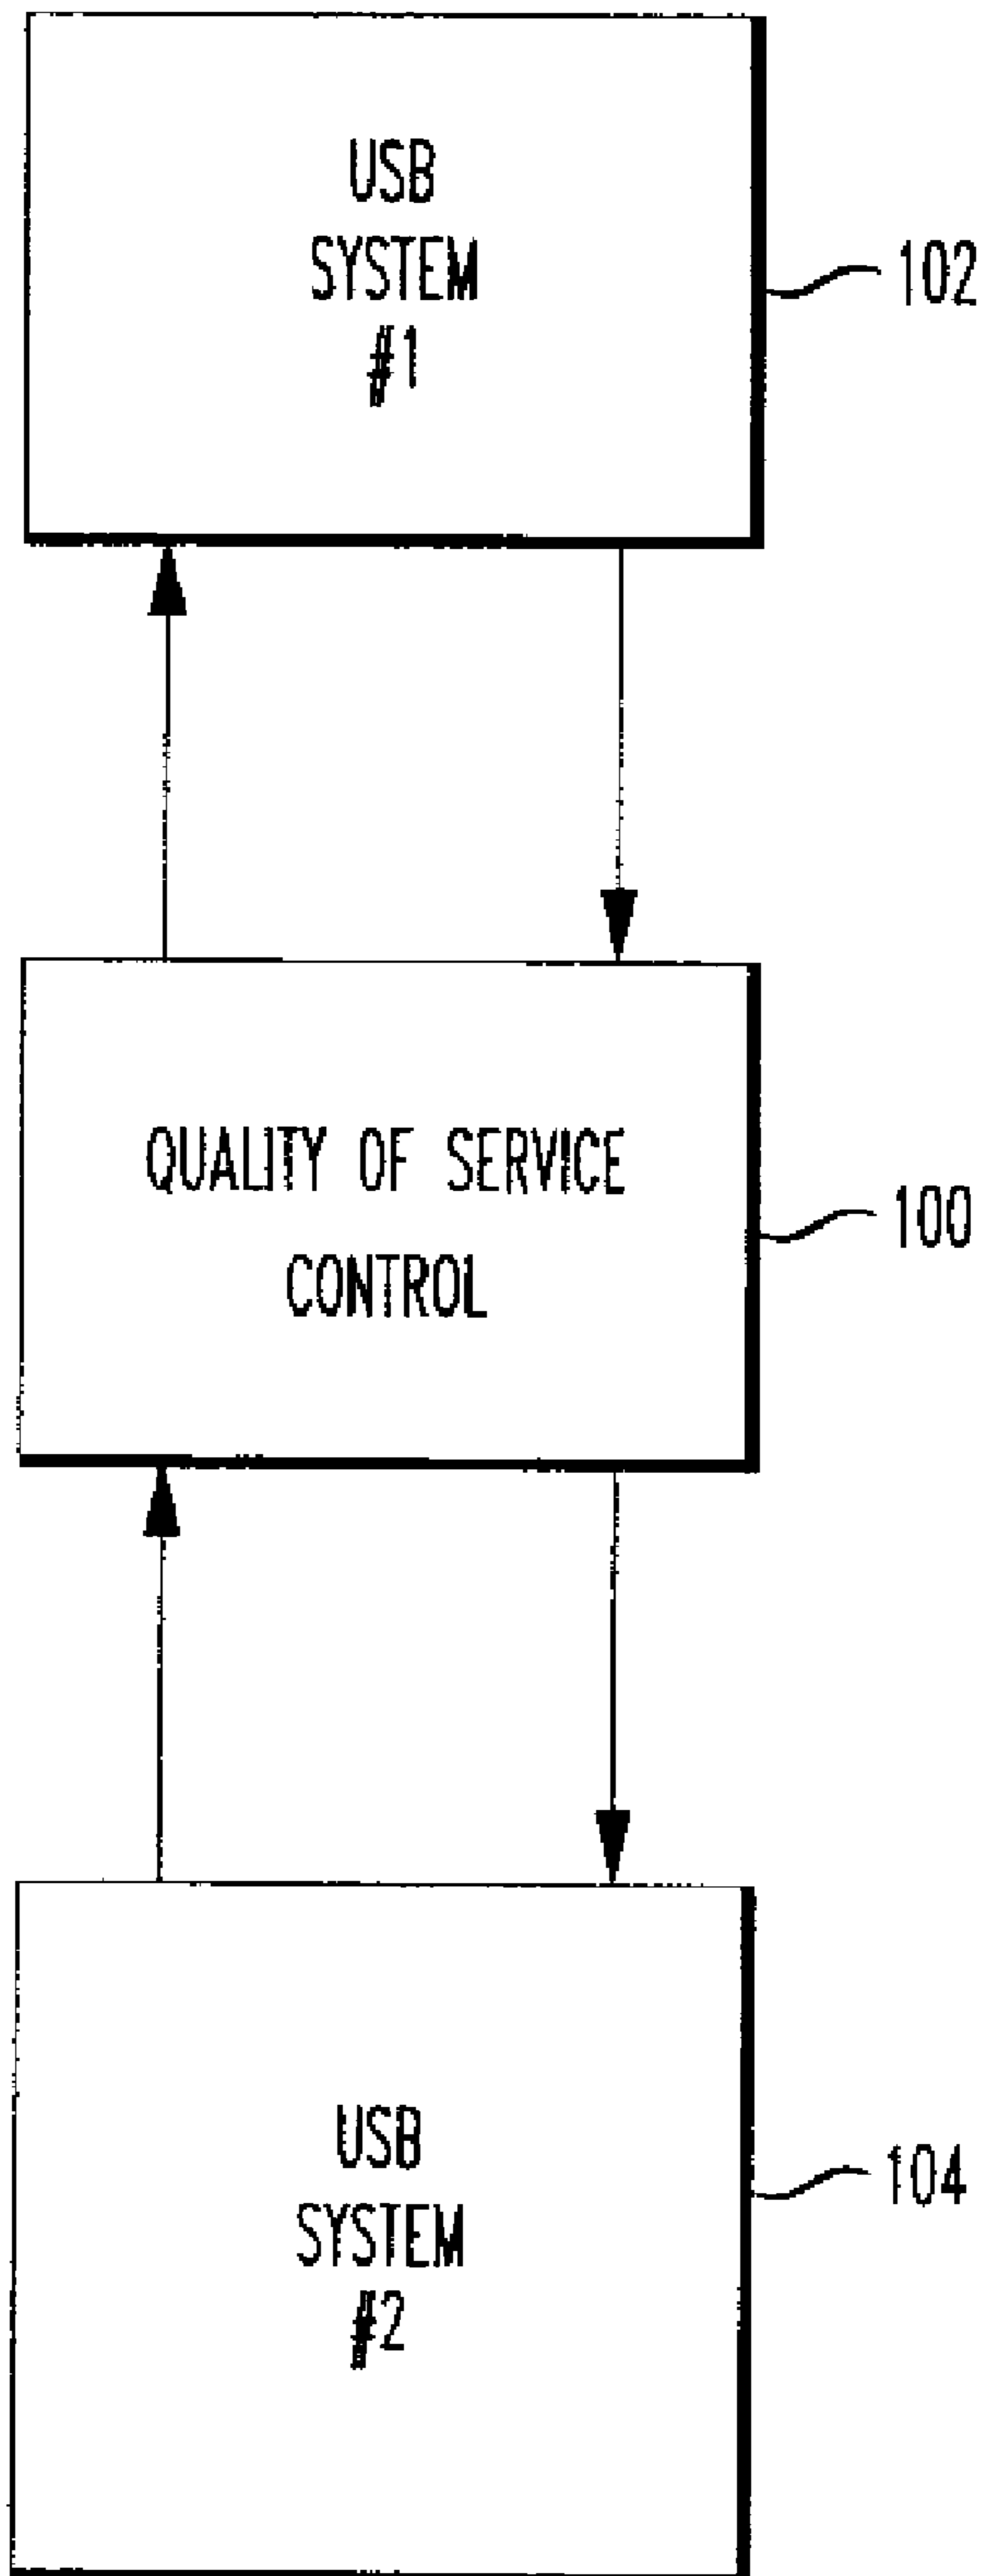 USB
SYSTEM
#1
102
QUALITY OF SERVICE
CONTROL
100
USB
SYSTEM
#2
104